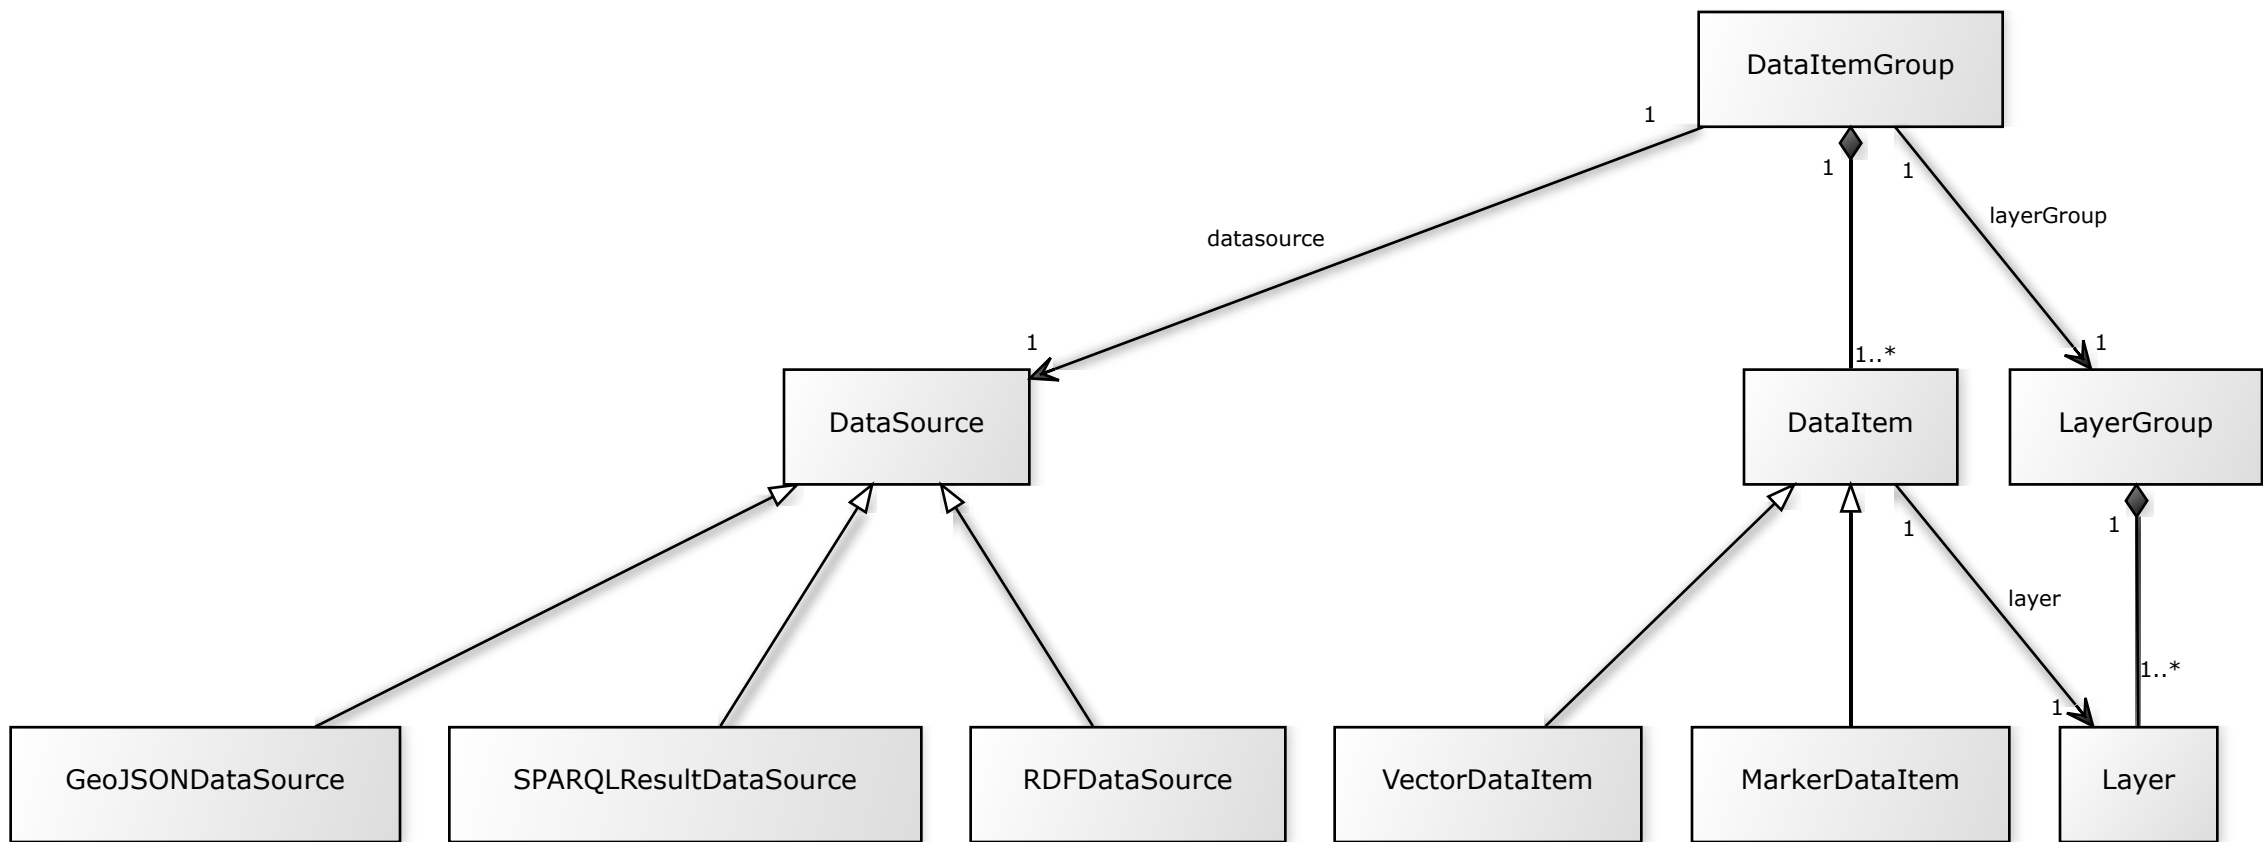 DataItemGroup
1
1
1
layerGroup
datasource
1
1..*
1
DataSource
DataItem
LayerGroup
1
1
layer
1..*
1
GeoJSONDataSource
SPARQLResultDataSource
RDFDataSource
VectorDataItem
MarkerDataItem
Layer